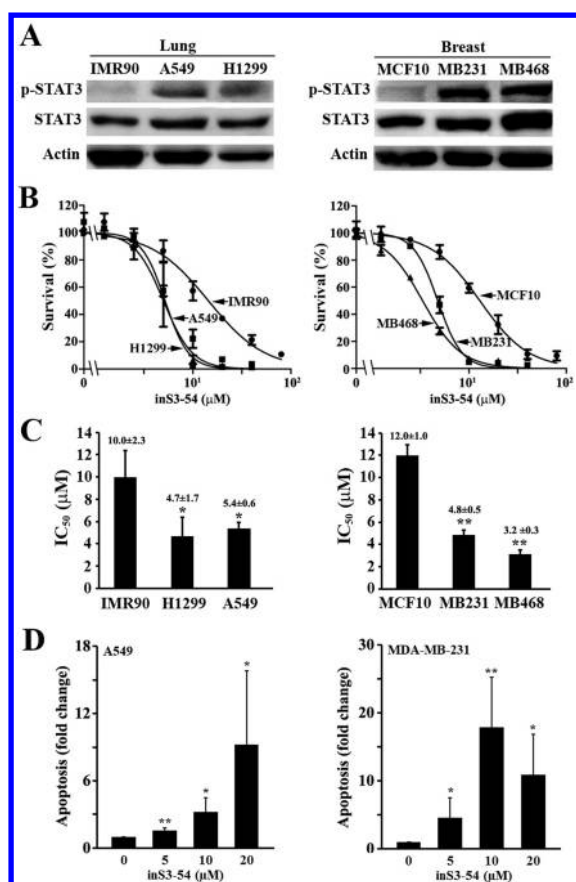 A
Lung
IMR90 A549 H1299
p-STAT3
STAT3
Actin
Breast
MCF10 MB231 MB468
p-STAT3
STAT3
Actin
B
Survival (%)
120
100
80
60
40
20
0
0 10¹ 10²
IMR90
A549
H1299
inS3-54
(μM)
Survival (%)
120
100
80
60
40
20
0
0 10¹ 10²
MCF10
MB468
MB231
inS3-54
(μM)
C
IC50 (μM)
14
12
10
8
6
4
2
0
10.0±2.3
4.7±1.7
*
5.4±0.6
*
IMR90 H1299 A549
IC50 (μM)
14
12
10
8
6
4
2
0
12.0±1.0
4.8±0.5
**
3.2 ±0.3
**
MCF10 MB231 MB468
D
Apoptosis (fold change)
18
12
6
0
A549
** * *
0 5 10 20
inS3-54 (μM)
Apoptosis (fold change)
30
20
10
0
MDA-MB-231
* ** *
0 5 10 20
inS3-54 (μM)